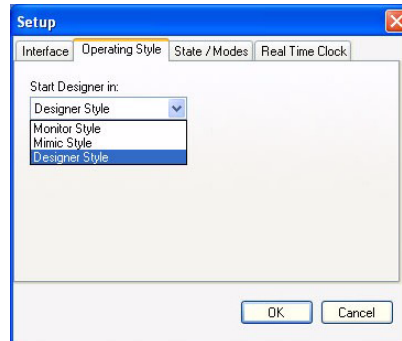 Setup
Interface Operating Style State / Modes Real Time Clock
Start Designer in:
Designer Style
Monitor Style
Mimic Style
Designer Style
OK Cancel